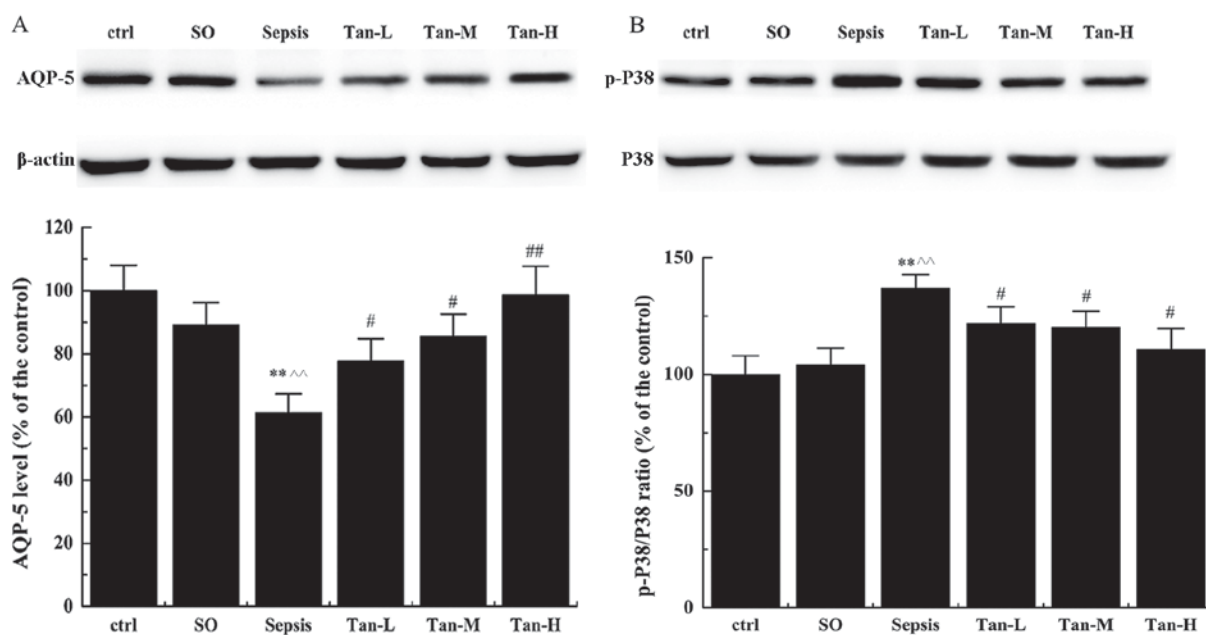 A
ctrl SO Sepsis Tan-L Tan-M Tan-H
AQP-5
β-actin
AQP-5 level (% of the control)
120
100
80
60
40
20
0
** ^^
#
#
##
ctrl SO Sepsis Tan-L Tan-M Tan-H
B
ctrl SO Sepsis Tan-L Tan-M Tan-H
p-P38
P38
p-P38/P38 ratio (% of the control)
150
100
50
0
** ^^
#
#
#
ctrl SO Sepsis Tan-L Tan-M Tan-H